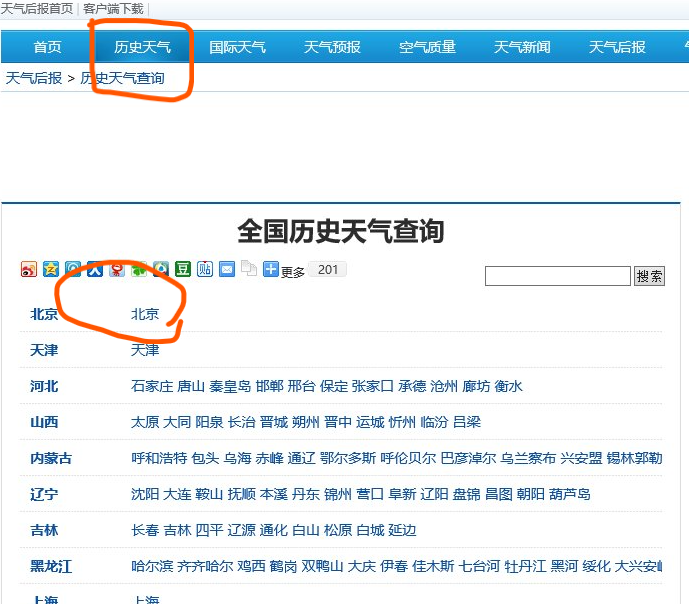 天气后报首页 | 客户端下载 |
首页 历史天气 国际天气 天气预报 空气质量 天气新闻 天气后报
天气后报 > 历史天气查询
全国历史天气查询
豆 贴 更多 201 搜索
北京 北京
天津 天津
河北 石家庄 唐山 秦皇岛 邯郸 邢台 保定 张家口 承德 沧州 廊坊 衡水
山西 太原 大同 阳泉 长治 晋城 朔州 晋中 运城 忻州 临汾 吕梁
内蒙古 呼和浩特 包头 乌海 赤峰 通辽 鄂尔多斯 呼伦贝尔 巴彦淖尔 乌兰察布 兴安盟 锡林郭勒
辽宁 沈阳 大连 鞍山 抚顺 本溪 丹东 锦州 营口 阜新 辽阳 盘锦 昌图 朝阳 葫芦岛
吉林 长春 吉林 四平 辽源 通化 白山 松原 白城 延边
黑龙江 哈尔滨 齐齐哈尔 鸡西 鹤岗 双鸭山 大庆 伊春 佳木斯 七台河 牡丹江 黑河 绥化 大兴安
上海 上海